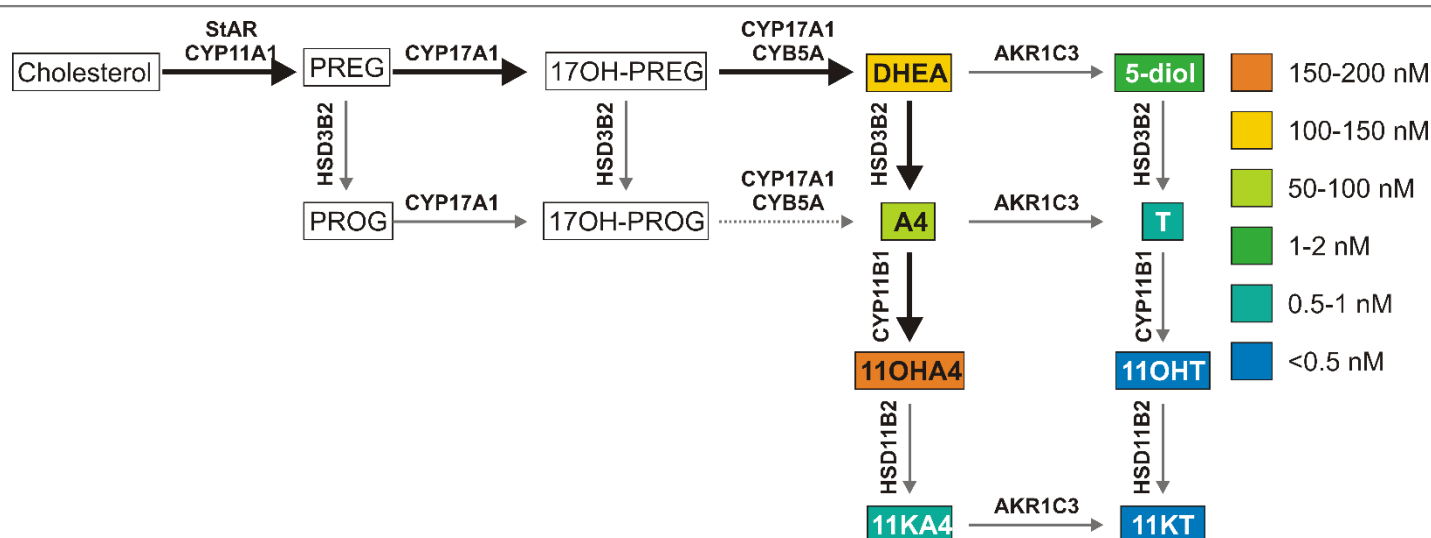 StAR
CYP11A1
CYP17A1
CYP17A1
CYB5A
AKR1C3
Cholesterol
PREG
17OH-PREG
DHEA
5-diol
150-200 nM
100-150 nM
HSD3B2
HSD3B2
HSD3B2
HSD3B2
CYP17A1
CYP17A1
CYB5A
AKR1C3
50-100 nM
PROG
17OH-PROG
A4
T
1-2 nM
CYP11B1
CYP11B1
0.5-1 nM
11OHA4
11OHT
<0.5 nM
HSD11B2
HSD11B2
AKR1C3
11KA4
11KT